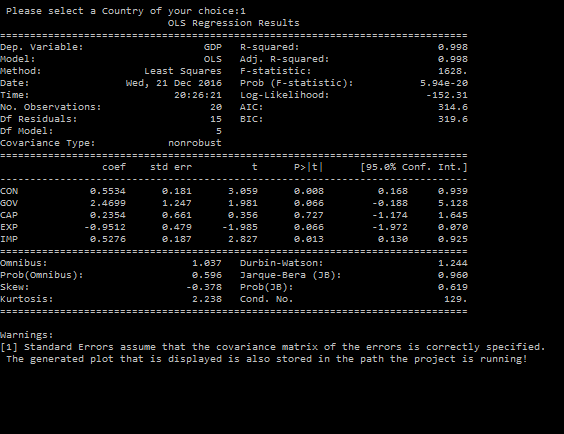 Please select a Country of your choice:1
OLS Regression Results
==============================================================================
Dep. Variable: GDP R-squared: 0.998
Model: OLS Adj. R-squared: 0.998
Method: Least Squares F-statistic: 1628.
Date: Wed, 21 Dec 2016 Prob (F-statistic): 5.94e-20
Time: 20:26:21 Log-Likelihood: -152.31
No. Observations: 20 AIC: 314.6
Df Residuals: 15 BIC: 319.6
Df Model: 5
Covariance Type: nonrobust
==============================================================================
coef std err t P>|t| [95.0% Conf. Int.]
------------------------------------------------------------------------------
CON 0.5534 0.181 3.059 0.008 0.168 0.939
GOV 2.4699 1.247 1.981 0.066 -0.188 5.128
CAP 0.2354 0.661 0.356 0.727 -1.174 1.645
EXP -0.9512 0.479 -1.985 0.066 -1.972 0.070
IMP 0.5276 0.187 2.827 0.013 0.130 0.925
==============================================================================
Omnibus: 1.037 Durbin-Watson: 1.244
Prob(Omnibus): 0.596 Jarque-Bera (JB): 0.960
Skew: -0.378 Prob(JB): 0.619
Kurtosis: 2.238 Cond. No. 129.
==============================================================================
Warnings:
[1] Standard Errors assume that the covariance matrix of the errors is correctly specified.
The generated plot that is displayed is also stored in the path the project is running!